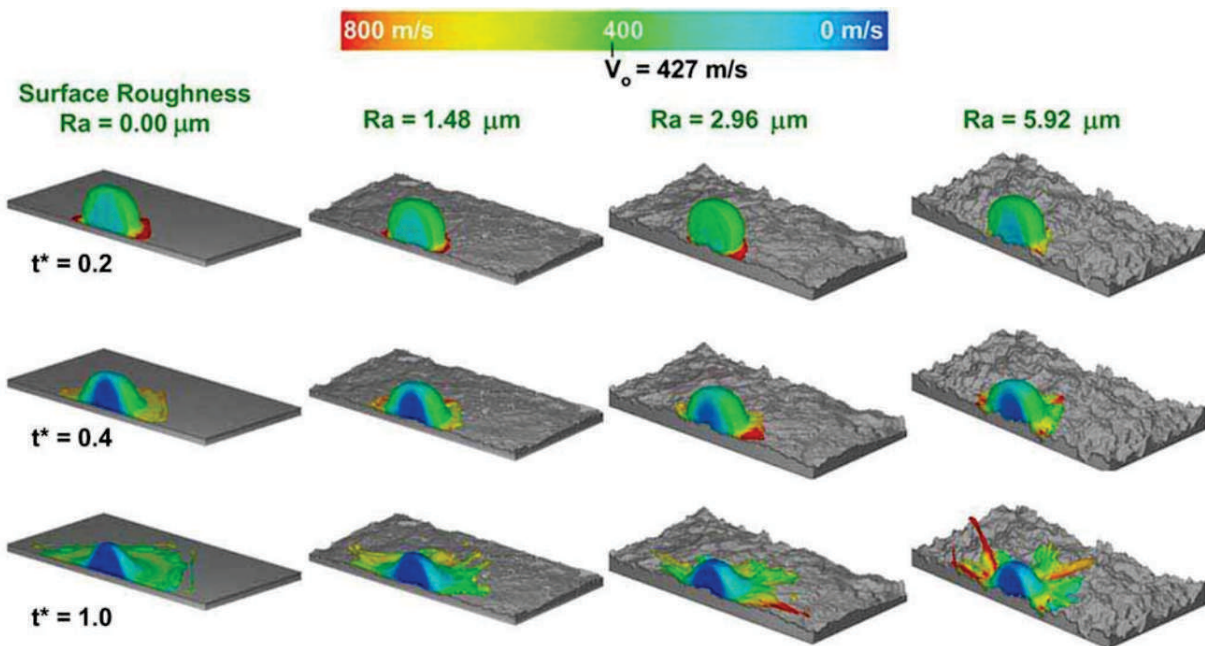 800 m/s 400 0 m/s
V₀ = 427 m/s
Surface Roughness
Ra = 0.00 μm Ra = 1.48 μm Ra = 2.96 μm Ra = 5.92 μm
t* = 0.2
t* = 0.4
t* = 1.0